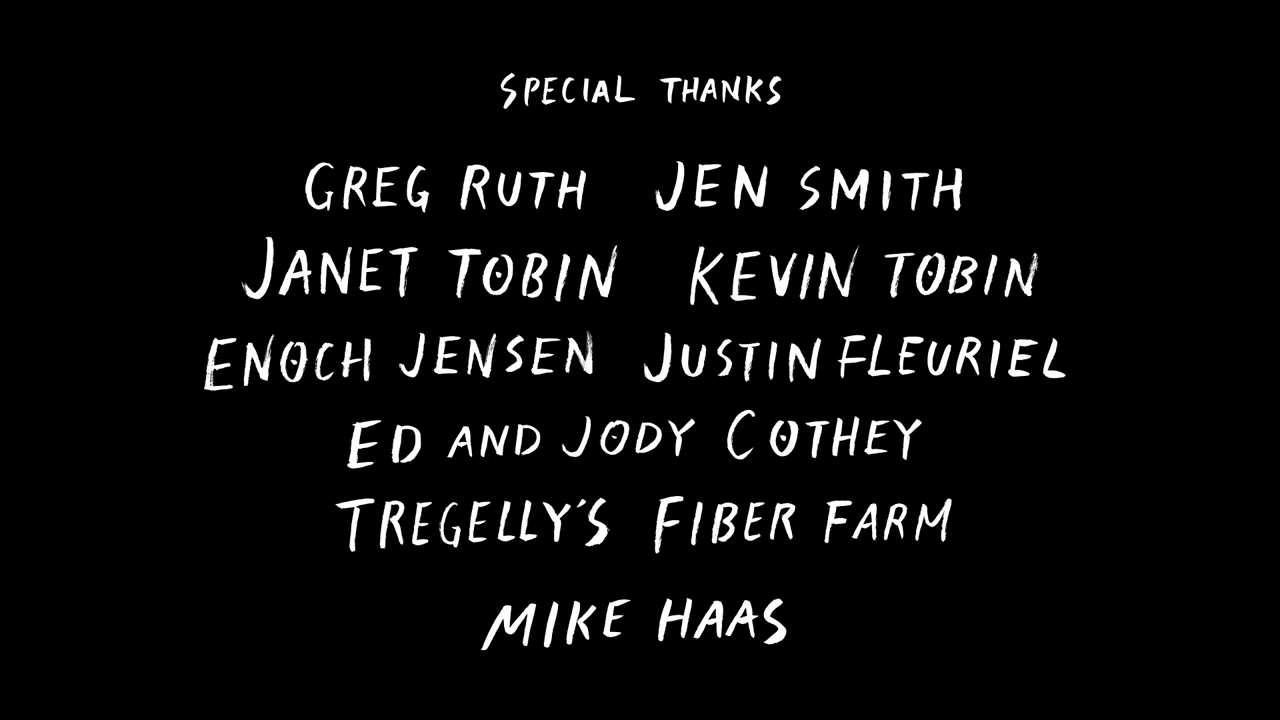 SPECIAL THANKS
GREG RUTH JEN SMITH
JANET TOBIN KEVIN TOBIN
ENOCH JENSEN JUSTIN FLEURIEL
ED AND JODY COTHEY
TREGELLY'S FIBER FARM
MIKE HAAS